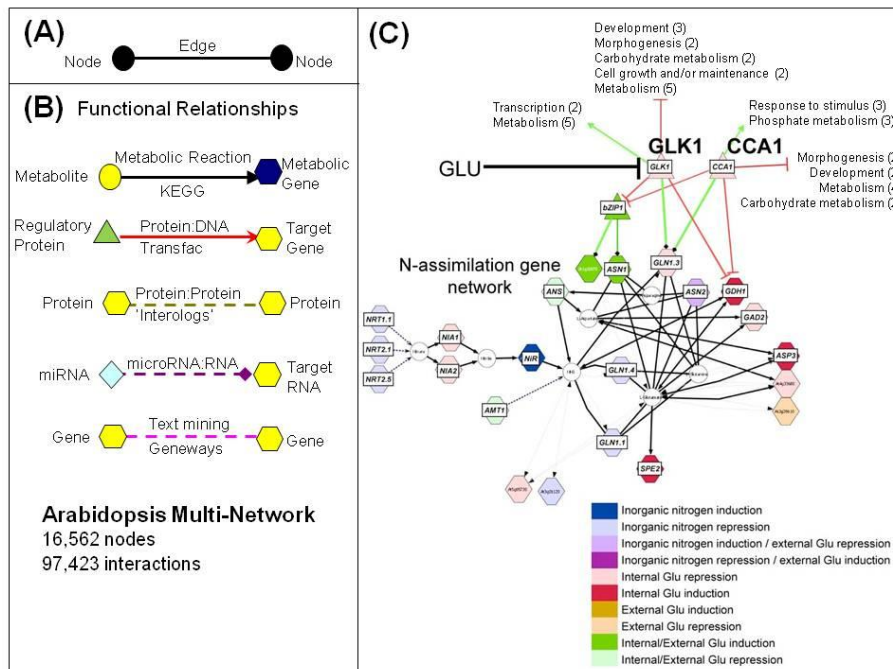 (A)
Edge
Node
Node
(B) Functional Relationships
Metabolite
Metabolic Reaction
KEGG
Metabolic
Gene
Regulatory
Protein
Protein:DNA
Transfac
Target
Gene
Protein
Protein:Protein
'Interologs'
Protein
miRNA
microRNA:RNA
Target
RNA
Gene
Text mining
Geneways
Gene
Arabidopsis Multi-Network
16,562 nodes
97,423 interactions
(C)
Development (3)
Morphogenesis (2)
Carbohydrate metabolism (2)
Cell growth and/or maintenance (2)
Metabolism (5)
Transcription (2)
Metabolism (5)
Response to stimulus (3)
Phosphate metabolism (3)
GLK1
CCA1
GLU
GLK1
CCA1
Morphogenesis (2
Development (2
Metabolism (4
Carbohydrate metabolism (2
bZIP1
N-assimilation gene
network
ASN1
GLN1.3
ANS
ASN2
GDH1
GAD2
NRT1.1
NRT2.1
NRT2.5
NIA1
NIA2
NIR
GLN1.4
ASP3
AMT1
GLN1.1
SPE2
Inorganic nitrogen induction
Inorganic nitrogen repression
Inorganic nitrogen induction / external Glu repression
Inorganic nitrogen repression / external Glu induction
Internal Glu repression
Internal Glu induction
External Glu induction
External Glu repression
Internal/External Glu induction
Internal/External Glu repression